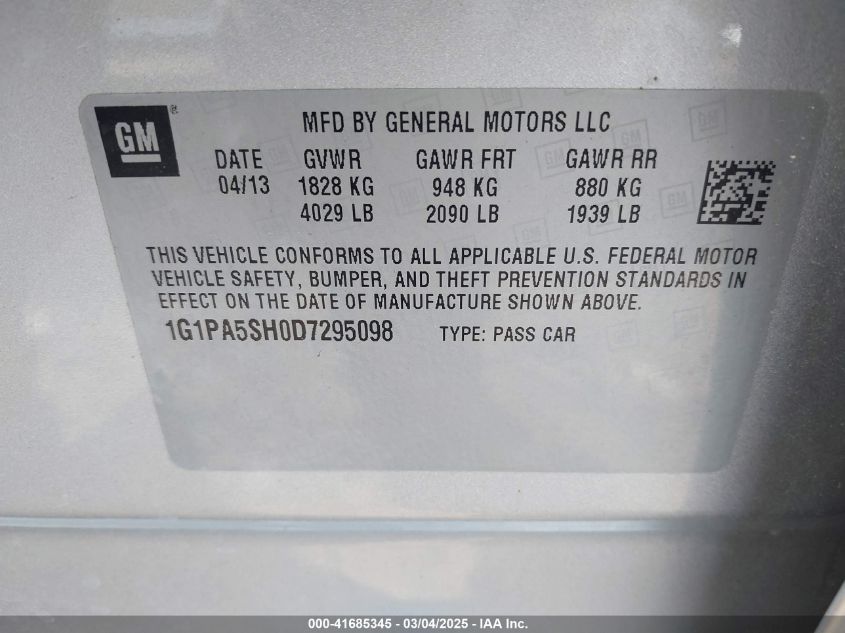 GM®
MFD BY GENERAL MOTORS LLC
DATE GVWR GAWR FRT GAWR RR
04/13 1828 KG 948 KG 880 KG
4029 LB 2090 LB 1939 LB
THIS VEHICLE CONFORMS TO ALL APPLICABLE U.S. FEDERAL MOTOR
VEHICLE SAFETY, BUMPER, AND THEFT PREVENTION STANDARDS IN
EFFECT ON THE DATE OF MANUFACTURE SHOWN ABOVE.
1G1PA5SH0D7295098 TYPE: PASS CAR
000-41685345 - 03/04/2025 - IAA Inc.